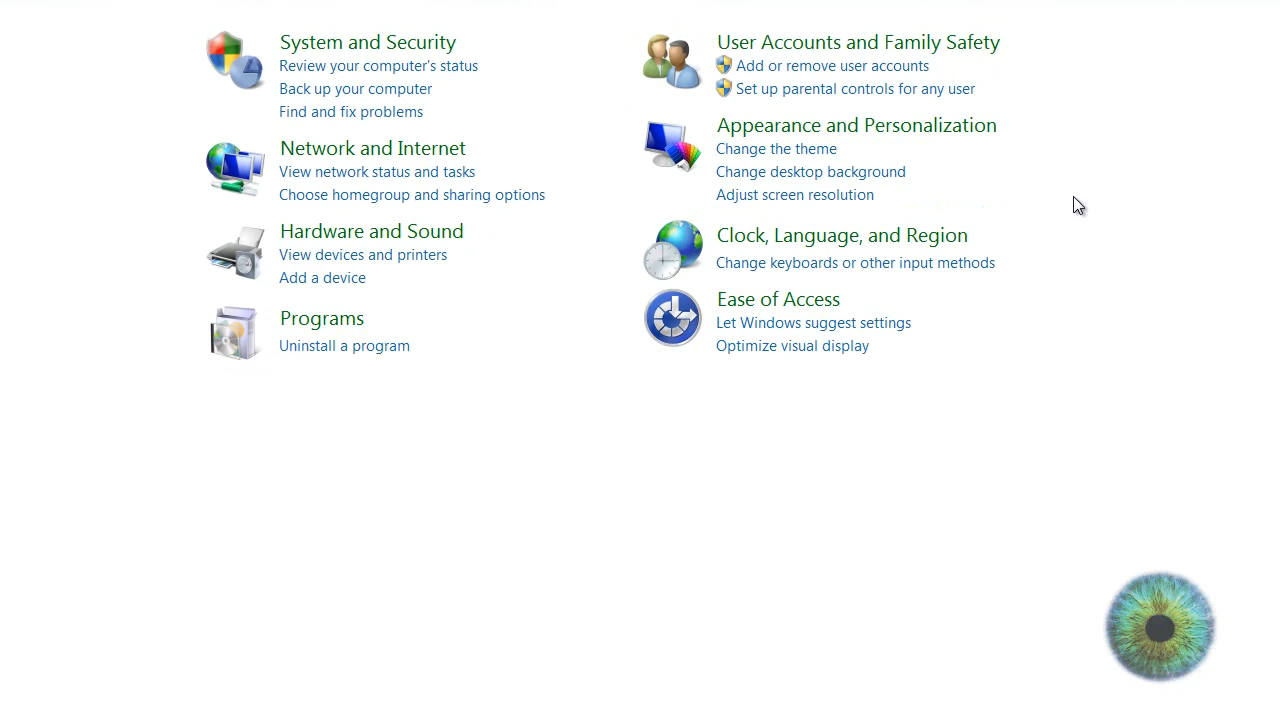 System and Security
Review your computer's status
Back up your computer
Find and fix problems
Network and Internet
View network status and tasks
Choose homegroup and sharing options
Hardware and Sound
View devices and printers
Add a device
Programs
Uninstall a program
User Accounts and Family Safety
Add or remove user accounts
Set up parental controls for any user
Appearance and Personalization
Change the theme
Change desktop background
Adjust screen resolution
Clock, Language, and Region
Change keyboards or other input methods
Ease of Access
Let Windows suggest settings
Optimize visual display